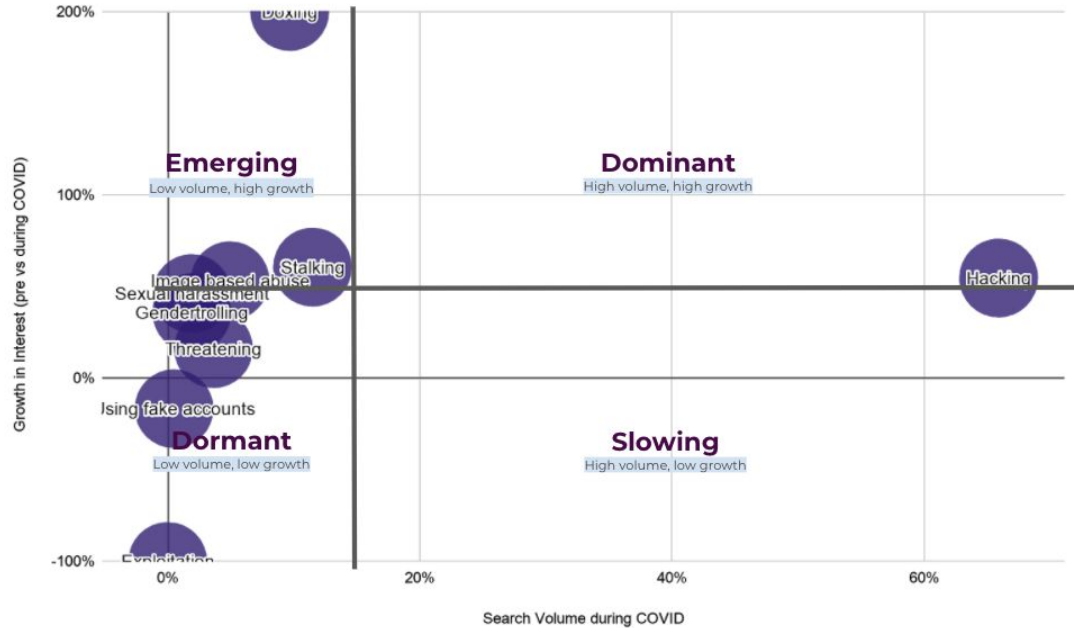 200%
Doxing
Growth in Interest (pre vs during COVID)
Emerging
Low volume, high growth
Dominant
High volume, high growth
100%
Stalking
Image based abuse
Hacking
Sexual harassment
Gendertrolling
Threatening
0%
Using fake accounts
Dormant
Low volume, low growth
Slowing
High volume, low growth
-100%
Exploitation
0%
20%
40%
60%
Search Volume during COVID